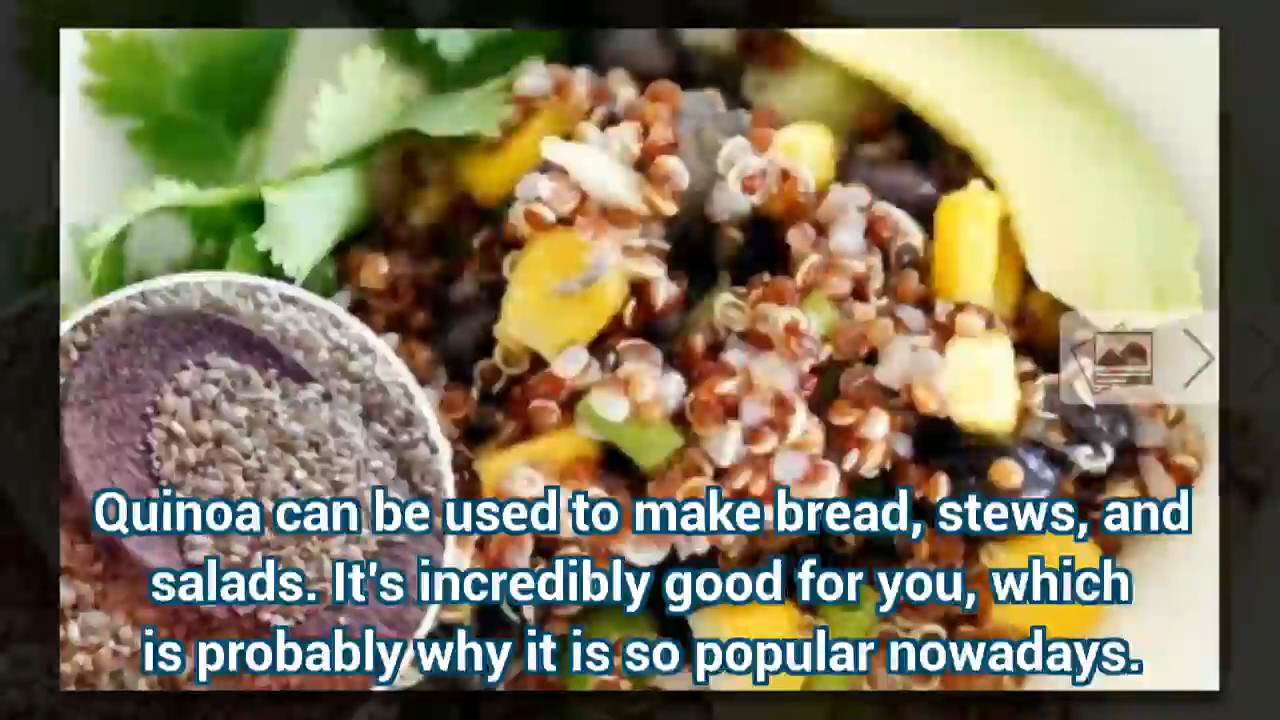 Quinoa can be used to make bread, stews, and
salads. It's incredibly good for you, which
is probably why it is so popular nowadays.